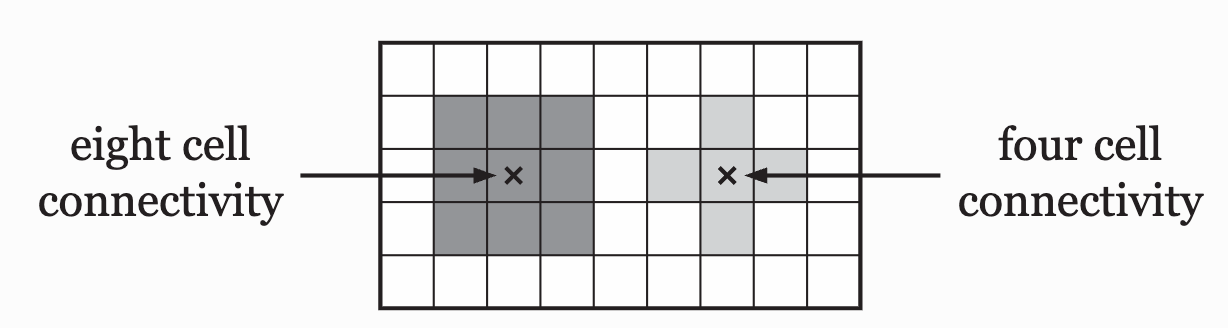 eight cell
connectivity
×
×
four cell
connectivity